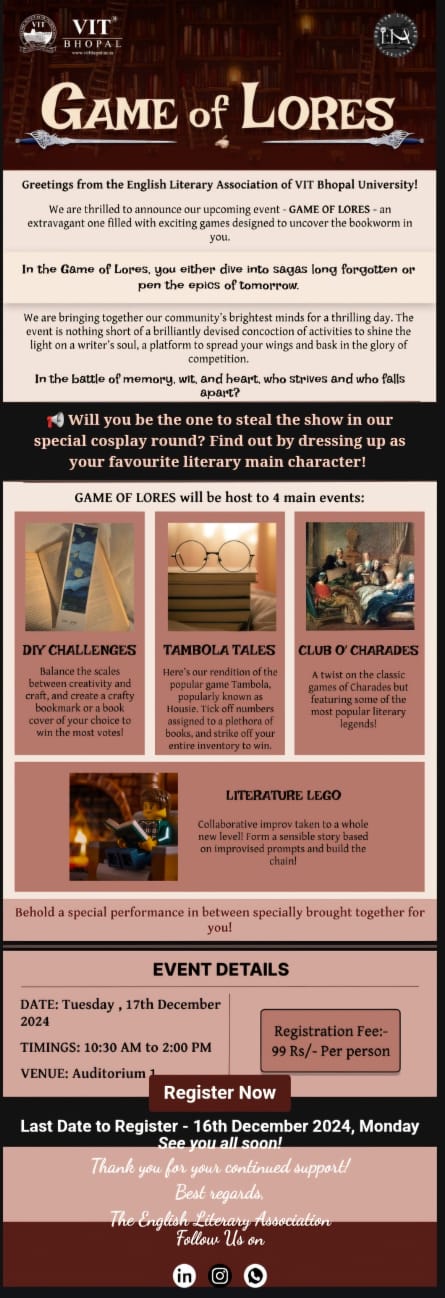 VIT
VIT®
BHOPAL
www.vitbhopal.ac.in
GAME of LORES
Greetings from the English Literary Association of VIT Bhopal University!
We are thrilled to announce our upcoming event - GAME OF LORES - an
extravagant one filled with exciting games designed to uncover the bookworm in
you.
In the Game of Lores, you either dive into sagas long forgotten or
pen the epics of tomorrow.
We are bringing together our community's brightest minds for a thrilling day. The
event is nothing short of a brilliantly devised concoction of activities to shine the
light on a writer's soul, a platform to spread your wings and bask in the glory of
competition.
In the battle of memory, wit, and heart, who strives and who falls
apart?
📢 Will you be the one to steal the show in our
special cosplay round? Find out by dressing up as
your favourite literary main character!
GAME OF LORES will be host to 4 main events:
DIY CHALLENGES
Balance the scales
between creativity and
craft, and create a crafty
bookmark or a book
cover of your choice to
win the most votes!
TAMBOLA TALES
Here's our rendition of the
popular game Tambola,
popularly known as
Housie. Tick off numbers
assigned to a plethora of
books, and strike off your
entire inventory to win.
CLUB O' CHARADES
A twist on the classic
games of Charades but
featuring some of the
most popular literary
legends!
LITERATURE LEGO
Collaborative improv taken to a whole
new level! Form a sensible story based
on improvised prompts and build the
chain!
Behold a special performance in between specially brought together for
you!
EVENT DETAILS
DATE: Tuesday , 17th December
2024
TIMINGS: 10:30 AM to 2:00 PM
VENUE: Auditorium 1
Registration Fee:-
99 Rs/- Per person
Register Now
Last Date to Register - 16th December 2024, Monday
See you all soon!
Thank you for your continued support!
Best regards,
The English Literary Association
Follow Us on
in